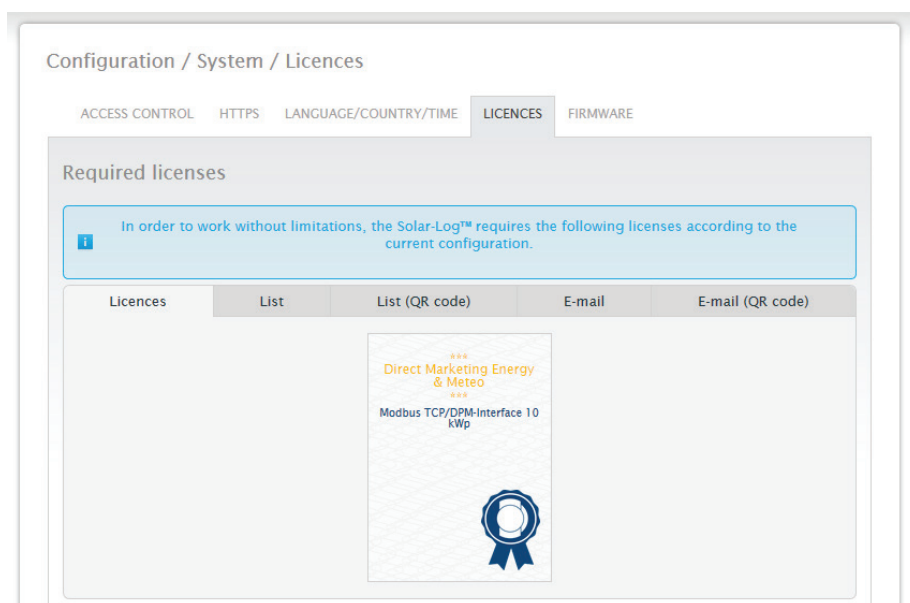 Configuration / System / Licences
ACCESS CONTROL HTTPS LANGUAGE/COUNTRY/TIME LICENCES FIRMWARE
Required licenses
In order to work without limitations, the Solar-Log™ requires the following licenses according to the
current configuration.
Licences List List (QR code) E-mail E-mail (QR code)
***
Direct Marketing Energy
& Meteo
***
Modbus TCP/DPM-Interface 10
kWp